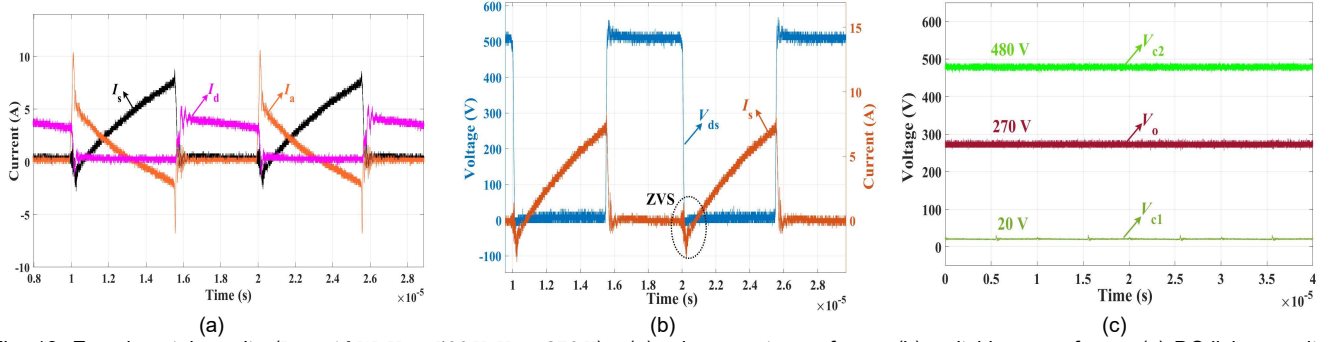 10
5
0
-5
-10
Current (A)
I_s
I_d
I_a
0.8 1 1.2 1.4 1.6 1.8 2 2.2 2.4 2.6 2.8
Time (s)
×10^-5
(a)
600
500
400
300
200
100
0
-100
Voltage (V)
15
10
5
0
Current (A)
V_ds
I_s
ZVS
1 1.2 1.4 1.6 1.8 2 2.2 2.4 2.6 2.8
Time (s)
×10^-5
(b)
600
500
400
300
200
100
0
Voltage (V)
480 V
V_c2
270 V
V_o
20 V
V_c1
0 0.5 1 1.5 2 2.5 3 3.5 4
Time (s)
×10^-5
(c)